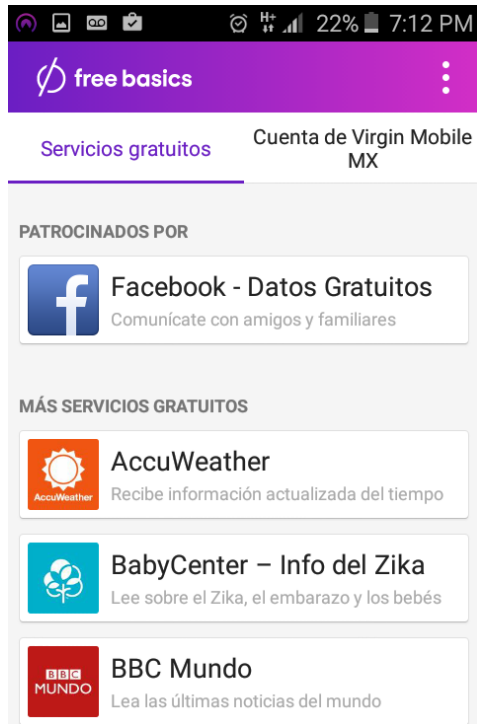 H+ 22% 7:12 PM
free basics
Servicios gratuitos
Cuenta de Virgin Mobile
MX
PATROCINADOS POR
f
Facebook - Datos Gratuitos
Comunícate con amigos y familiares
MÁS SERVICIOS GRATUITOS
AccuWeather
AccuWeather
Recibe información actualizada del tiempo
BabyCenter – Info del Zika
Lee sobre el Zika, el embarazo y los bebés
BBC
MUNDO
BBC Mundo
Lea las últimas noticias del mundo